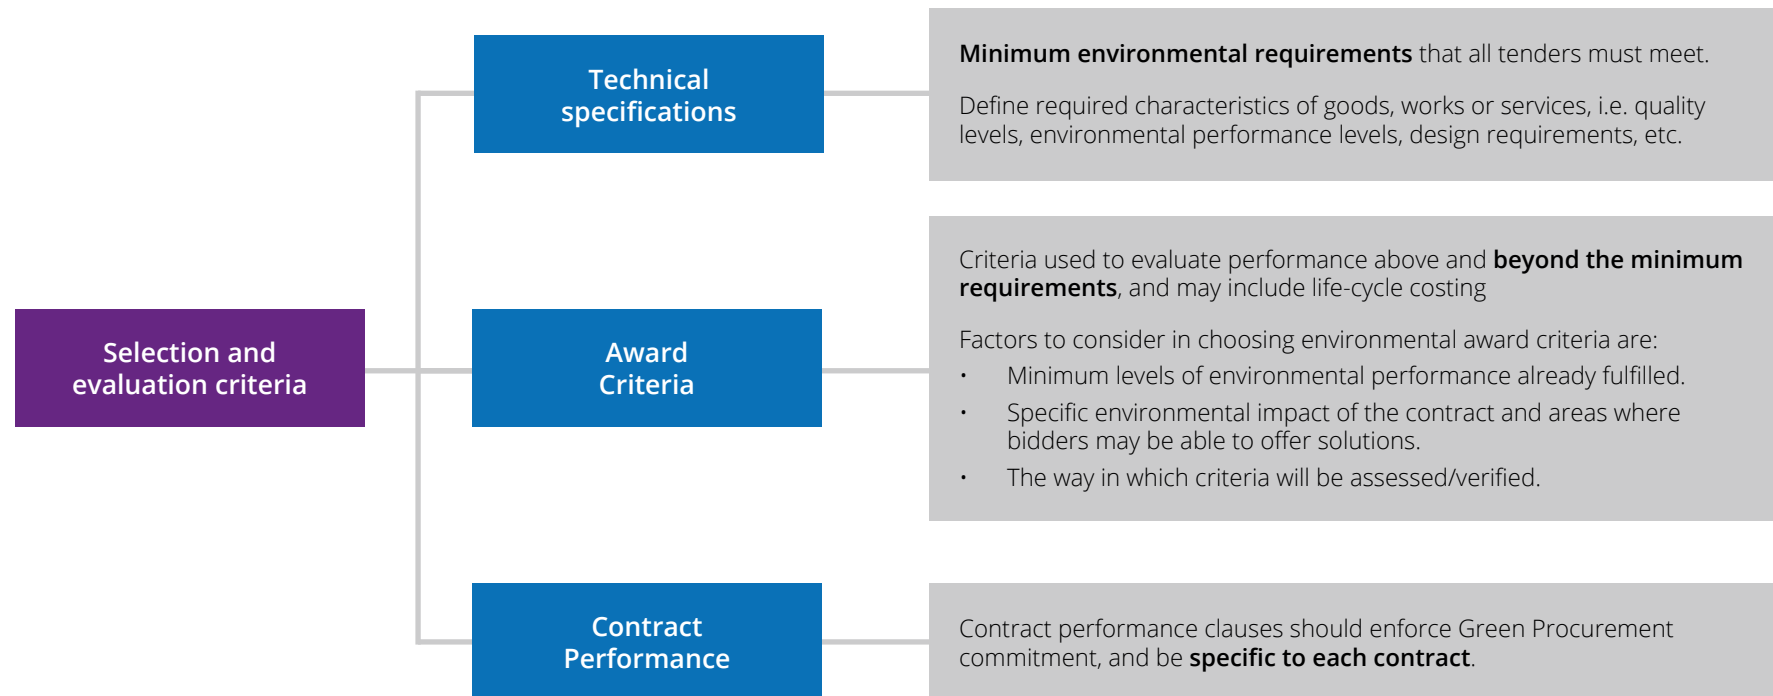 Selection and
evaluation criteria
Technical
specifications
Minimum environmental requirements that all tenders must meet.
Define required characteristics of goods, works or services, i.e. quality
levels, environmental performance levels, design requirements, etc.
Award
Criteria
Criteria used to evaluate performance above and beyond the minimum
requirements, and may include life-cycle costing
Factors to consider in choosing environmental award criteria are:
• Minimum levels of environmental performance already fulfilled.
• Specific environmental impact of the contract and areas where
bidders may be able to offer solutions.
• The way in which criteria will be assessed/verified.
Contract
Performance
Contract performance clauses should enforce Green Procurement
commitment, and be specific to each contract.